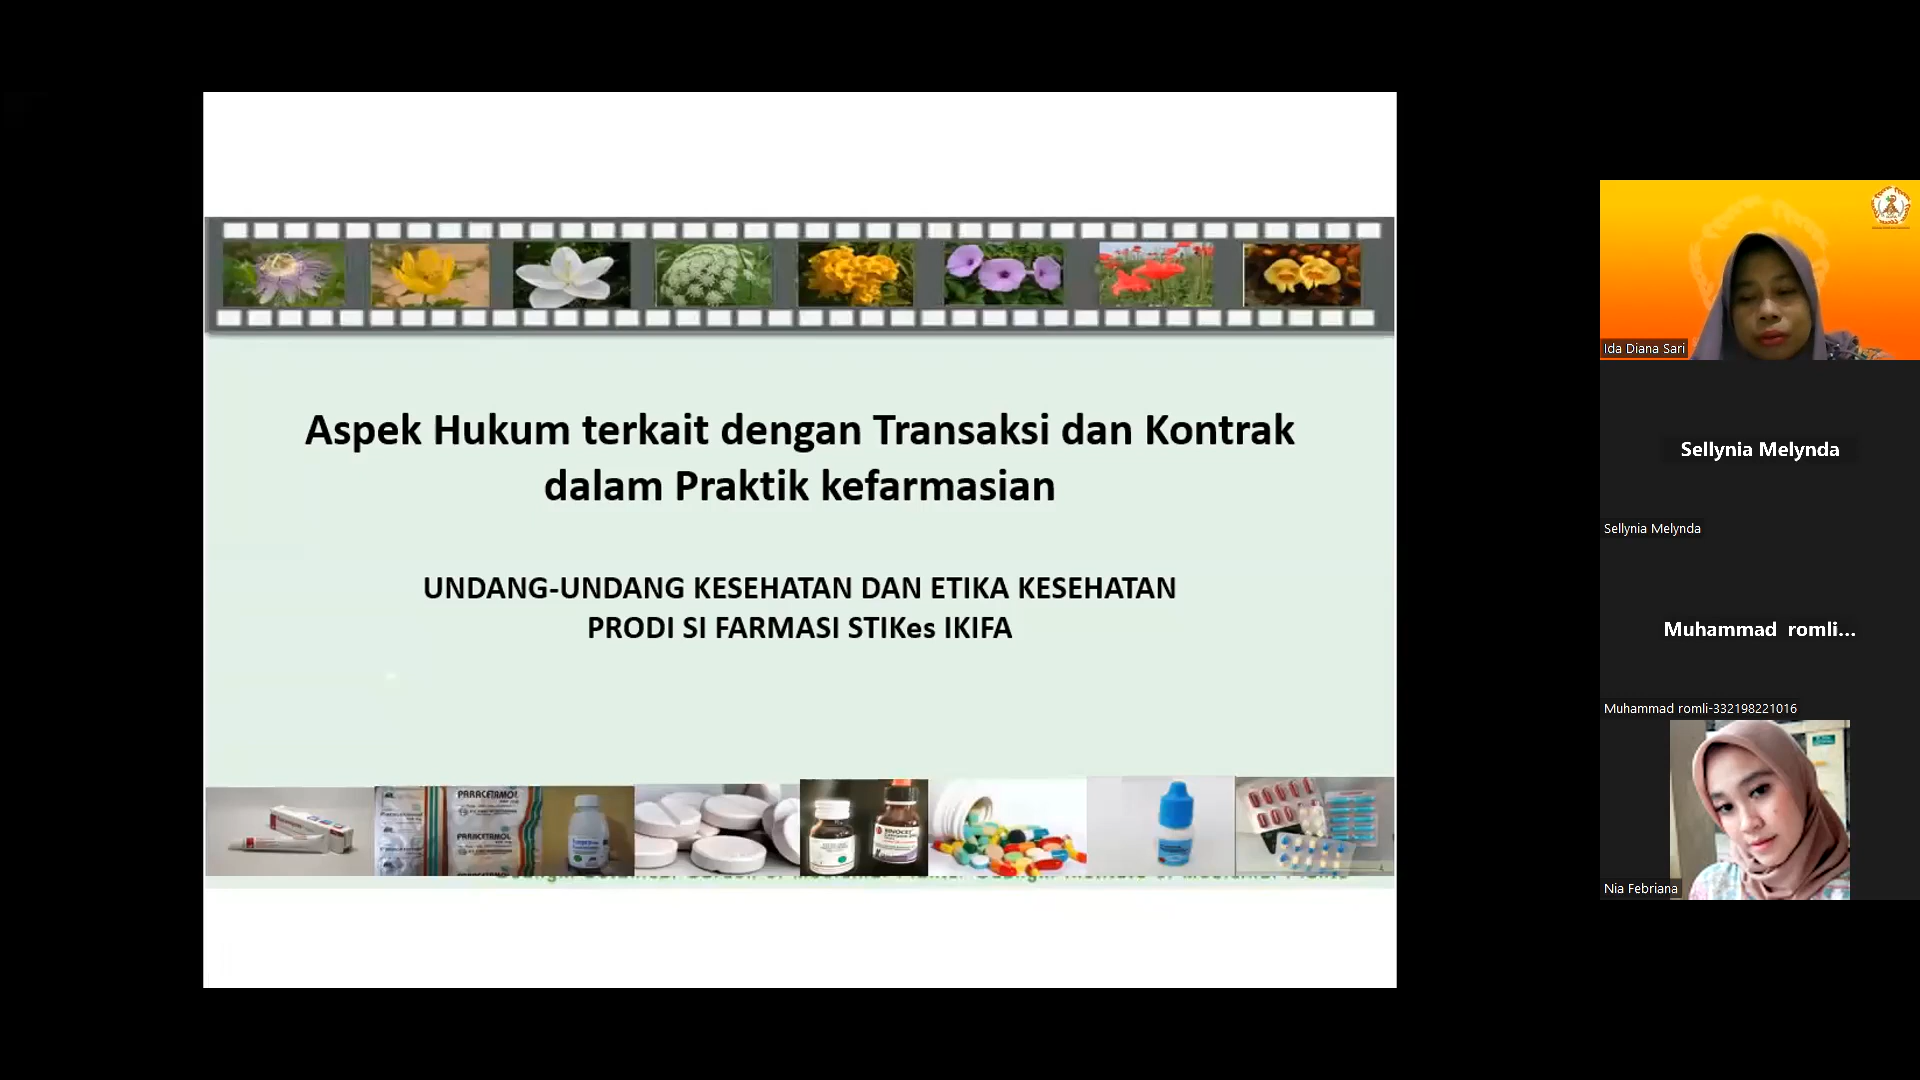 Aspek Hukum terkait dengan Transaksi dan Kontrak
dalam Praktik kefarmasian
UNDANG-UNDANG KESEHATAN DAN ETIKA KESEHATAN
PRODI SI FARMASI STIKes IKIFA
PARACETAMOL
PARACETAMOL
Ida Diana Sari
Sellynia Melynda
Sellynia Melynda
Muhammad romli...
Muhammad romli-332198221016
Nia Febriana